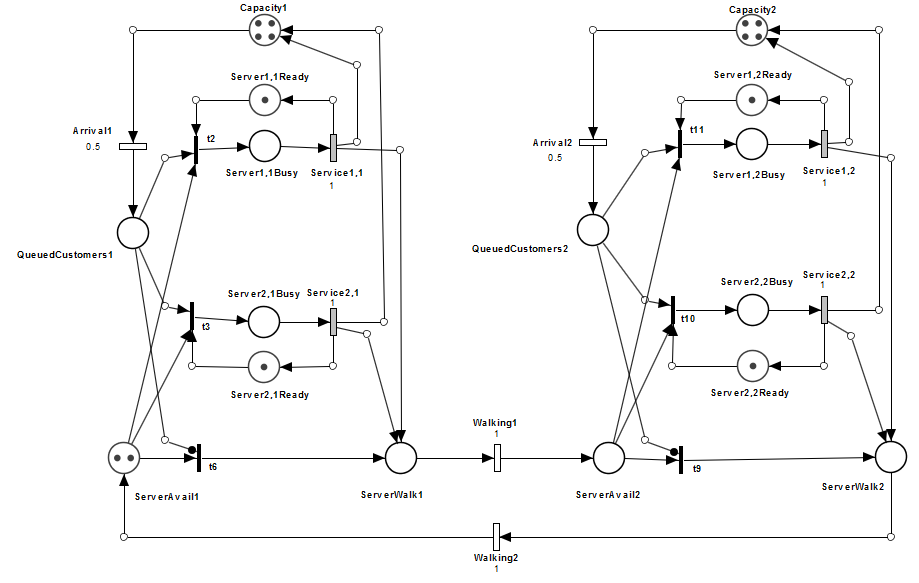 Capacity1
Capacity2
Server1,1Ready
Server1,2Ready
Arrival1
0.5
t2
Arrival2
0.5
t11
Server1,1Busy
Service1,1
1
Server1,2Busy
Service1,2
1
QueuedCustomers1
QueuedCustomers2
Server2,1Busy
Service2,1
1
Server2,2Busy
Service2,2
1
t3
t10
Server2,1Ready
Server2,2Ready
Walking1
1
t6
t9
ServerAvail1
ServerWalk1
ServerAvail2
ServerWalk2
Walking2
1